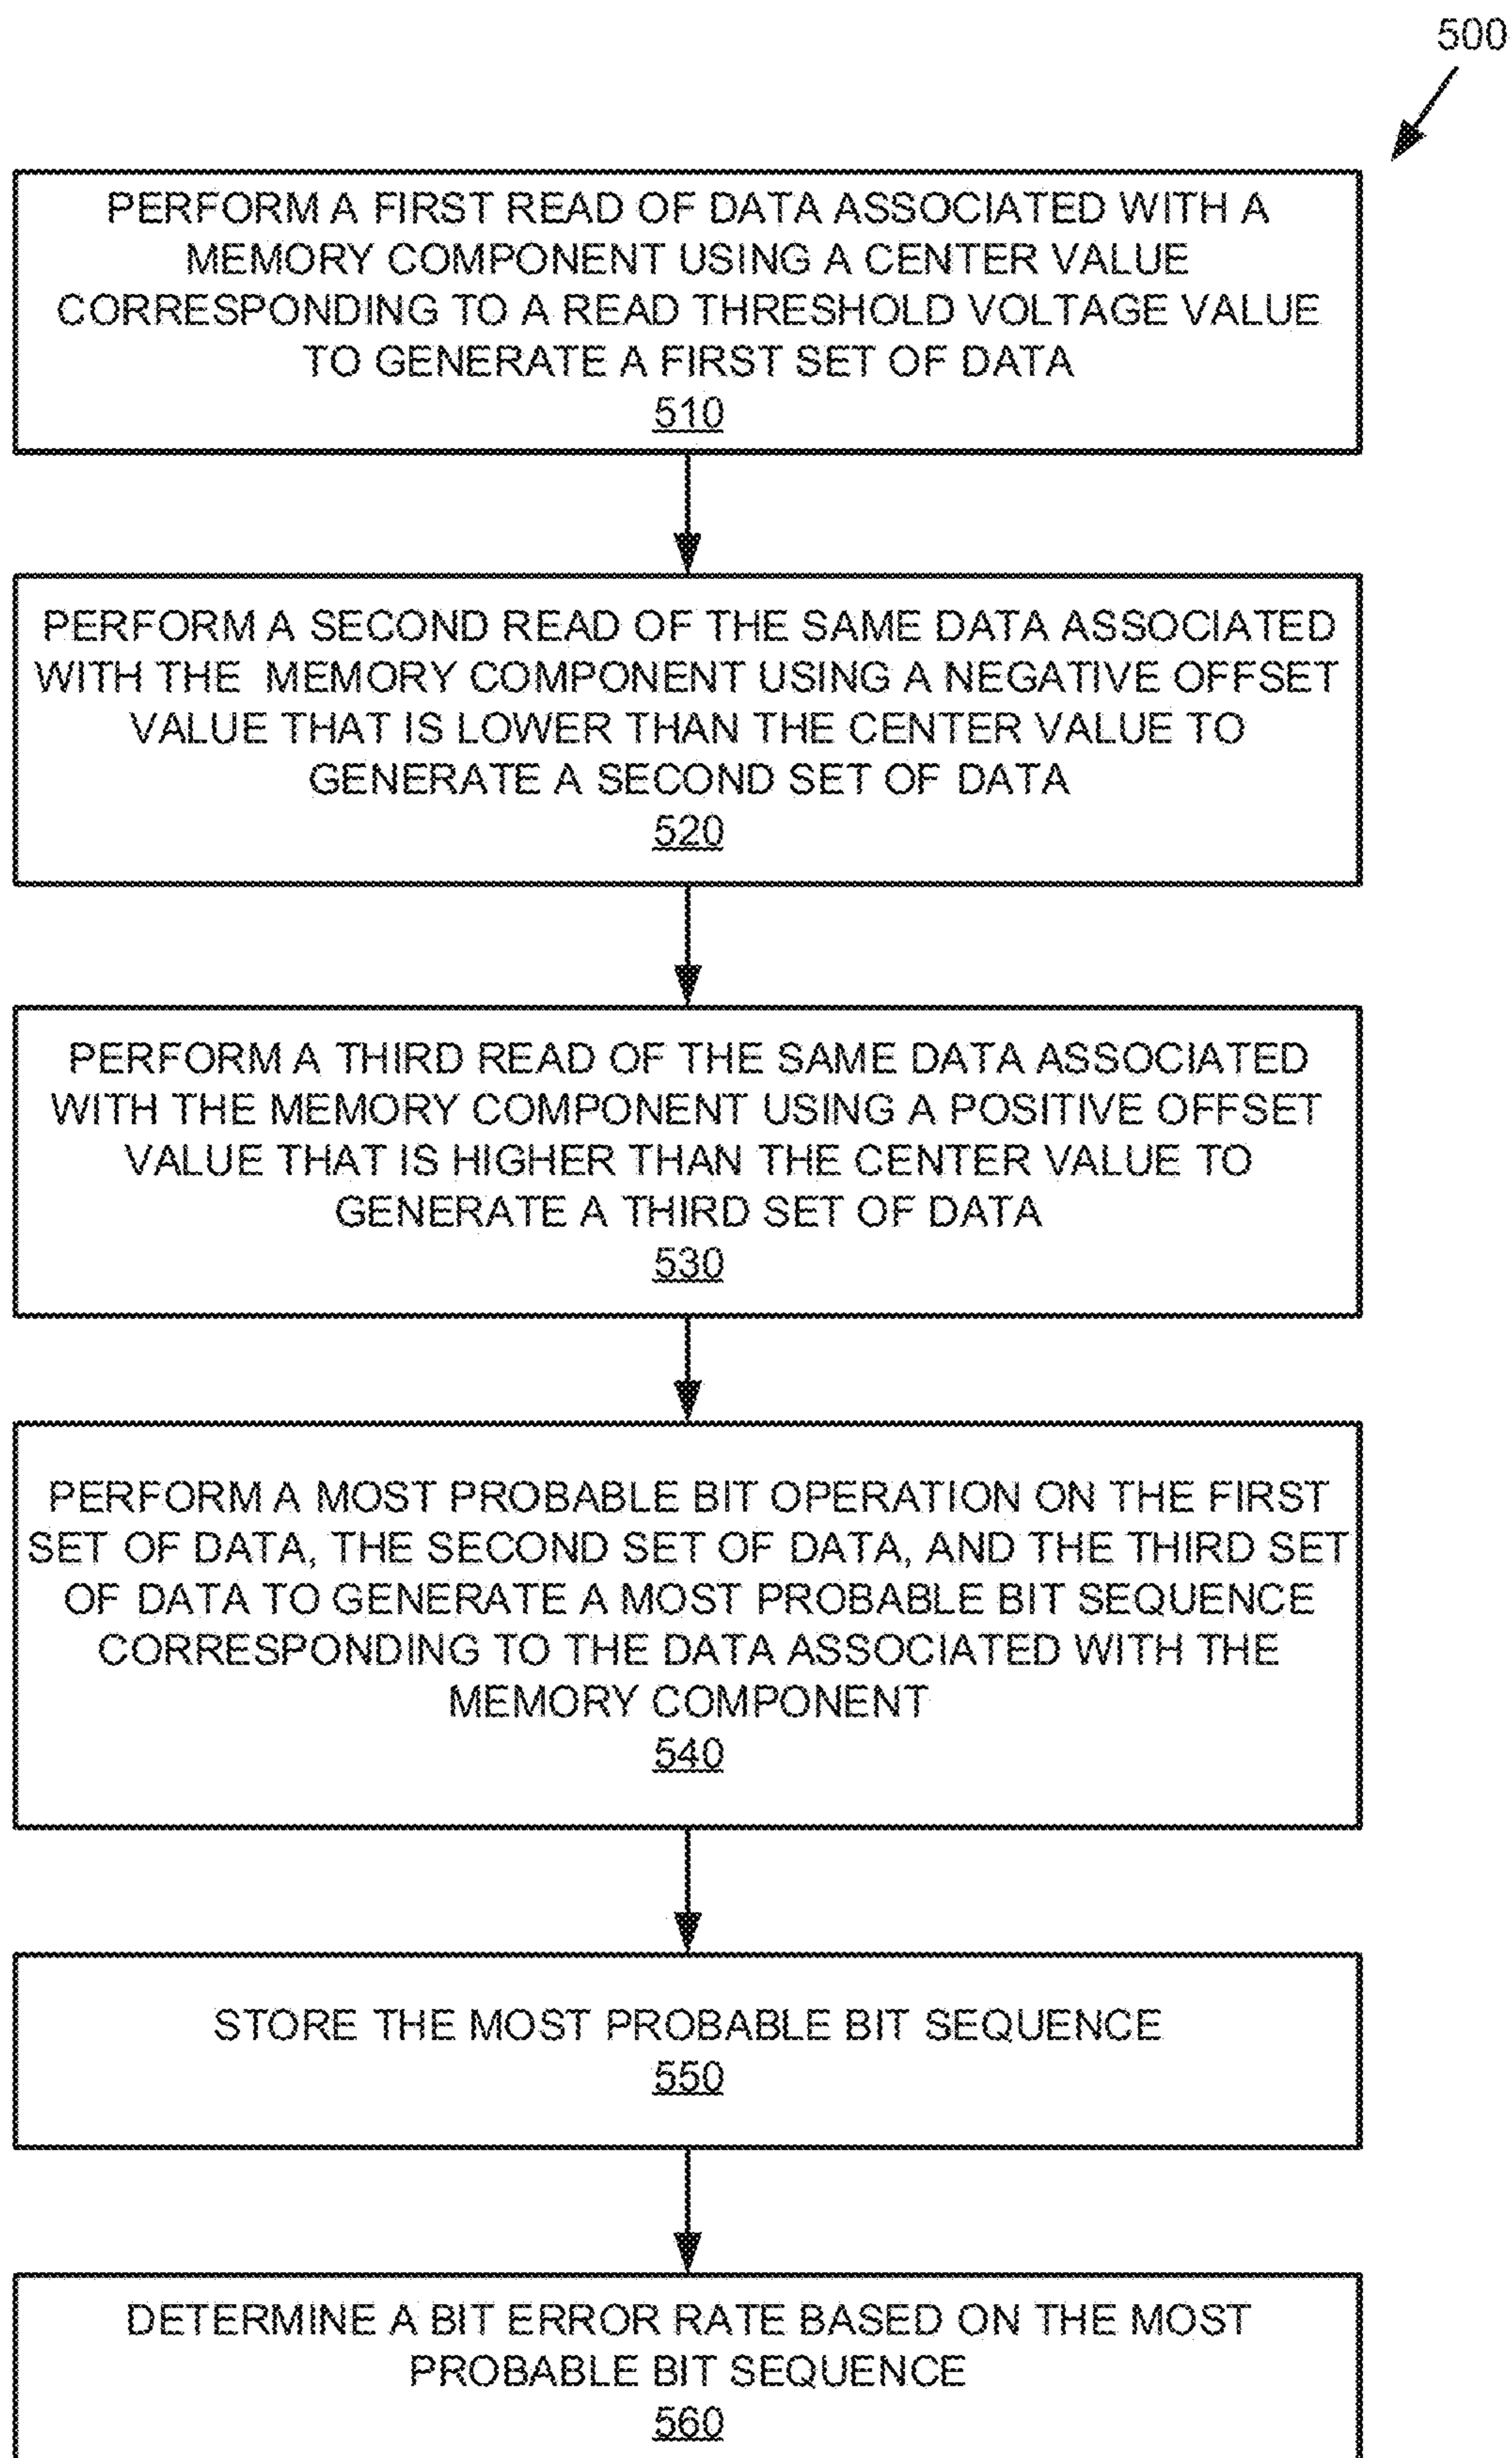 500
PERFORM A FIRST READ OF DATA ASSOCIATED WITH A
MEMORY COMPONENT USING A CENTER VALUE
CORRESPONDING TO A READ THRESHOLD VOLTAGE VALUE
TO GENERATE A FIRST SET OF DATA
510
PERFORM A SECOND READ OF THE SAME DATA ASSOCIATED
WITH THE MEMORY COMPONENT USING A NEGATIVE OFFSET
VALUE THAT IS LOWER THAN THE CENTER VALUE TO
GENERATE A SECOND SET OF DATA
520
PERFORM A THIRD READ OF THE SAME DATA ASSOCIATED
WITH THE MEMORY COMPONENT USING A POSITIVE OFFSET
VALUE THAT IS HIGHER THAN THE CENTER VALUE TO
GENERATE A THIRD SET OF DATA
530
PERFORM A MOST PROBABLE BIT OPERATION ON THE FIRST
SET OF DATA, THE SECOND SET OF DATA, AND THE THIRD SET
OF DATA TO GENERATE A MOST PROBABLE BIT SEQUENCE
CORRESPONDING TO THE DATA ASSOCIATED WITH THE
MEMORY COMPONENT
540
STORE THE MOST PROBABLE BIT SEQUENCE
550
DETERMINE A BIT ERROR RATE BASED ON THE MOST
PROBABLE BIT SEQUENCE
560